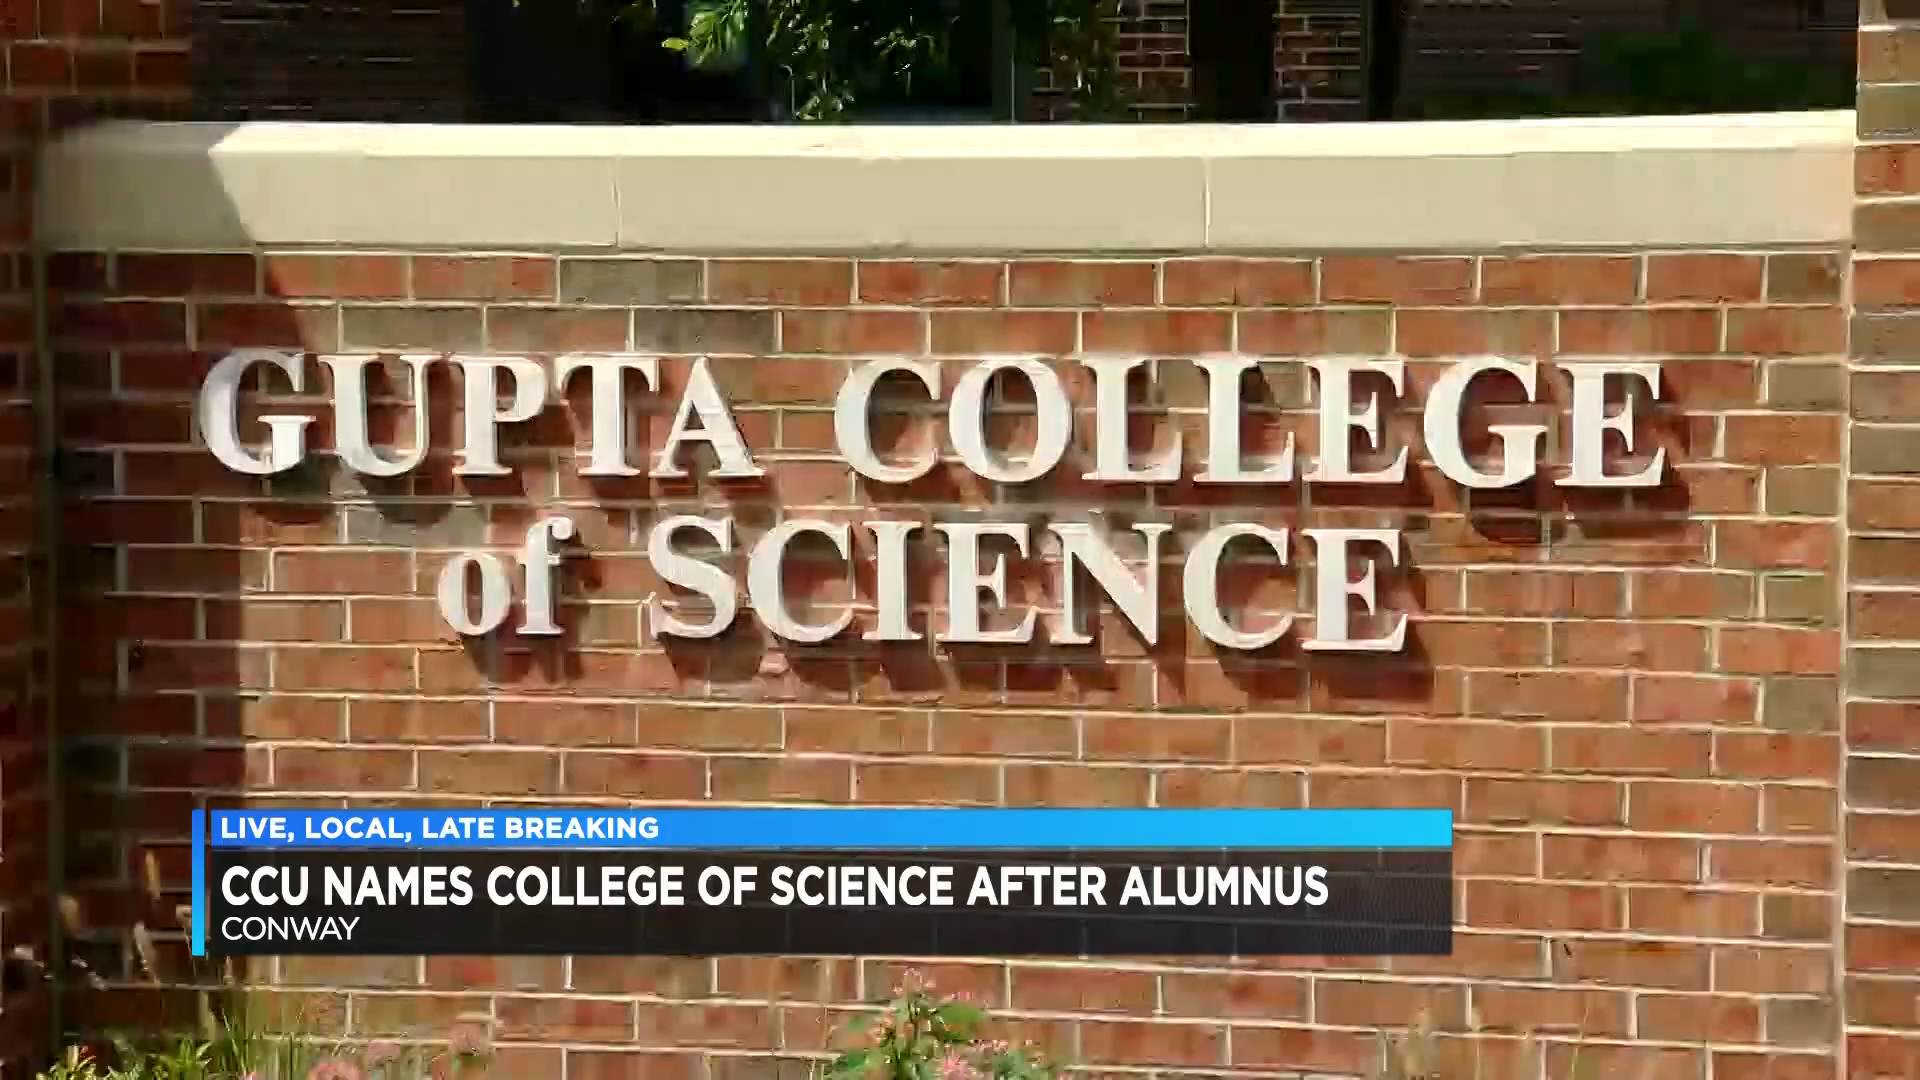 GUPTA COLLEGE
of SCIENCE
LIVE, LOCAL, LATE BREAKING
CCU NAMES COLLEGE OF SCIENCE AFTER ALUMNUS
CONWAY